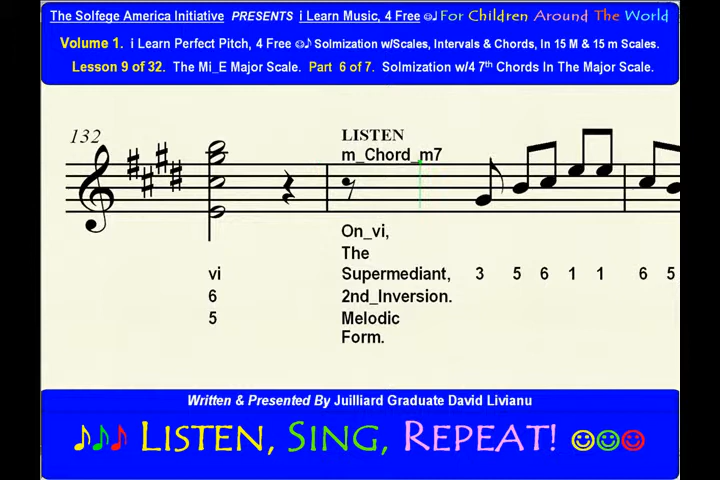 The Solfege America Initiative PRESENTS i Learn Music, 4 Free ☺♩ For Children Around The World
Volume 1. i Learn Perfect Pitch, 4 Free ☺♪ Solmization w/Scales, Intervals & Chords, In 15 M & 15 m Scales.
Lesson 9 of 32. The Mi_E Major Scale. Part 6 of 7. Solmization w/4 7th Chords In The Major Scale.
132
LISTEN
m_Chord_m7
On_vi,
The
vi Supermediant, 3 5 6 1 1 6 5
6 2nd_Inversion.
5 Melodic
Form.
Written & Presented By Juilliard Graduate David Livianu
♪♪♪ LISTEN, SING, REPEAT! ☺☺☺